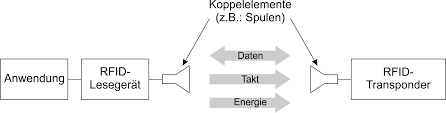 Koppelelemente
(z.B.: Spulen)
Daten
Anwendung
RFID-
Lesegerät
Takt
RFID-
Transponder
Energie